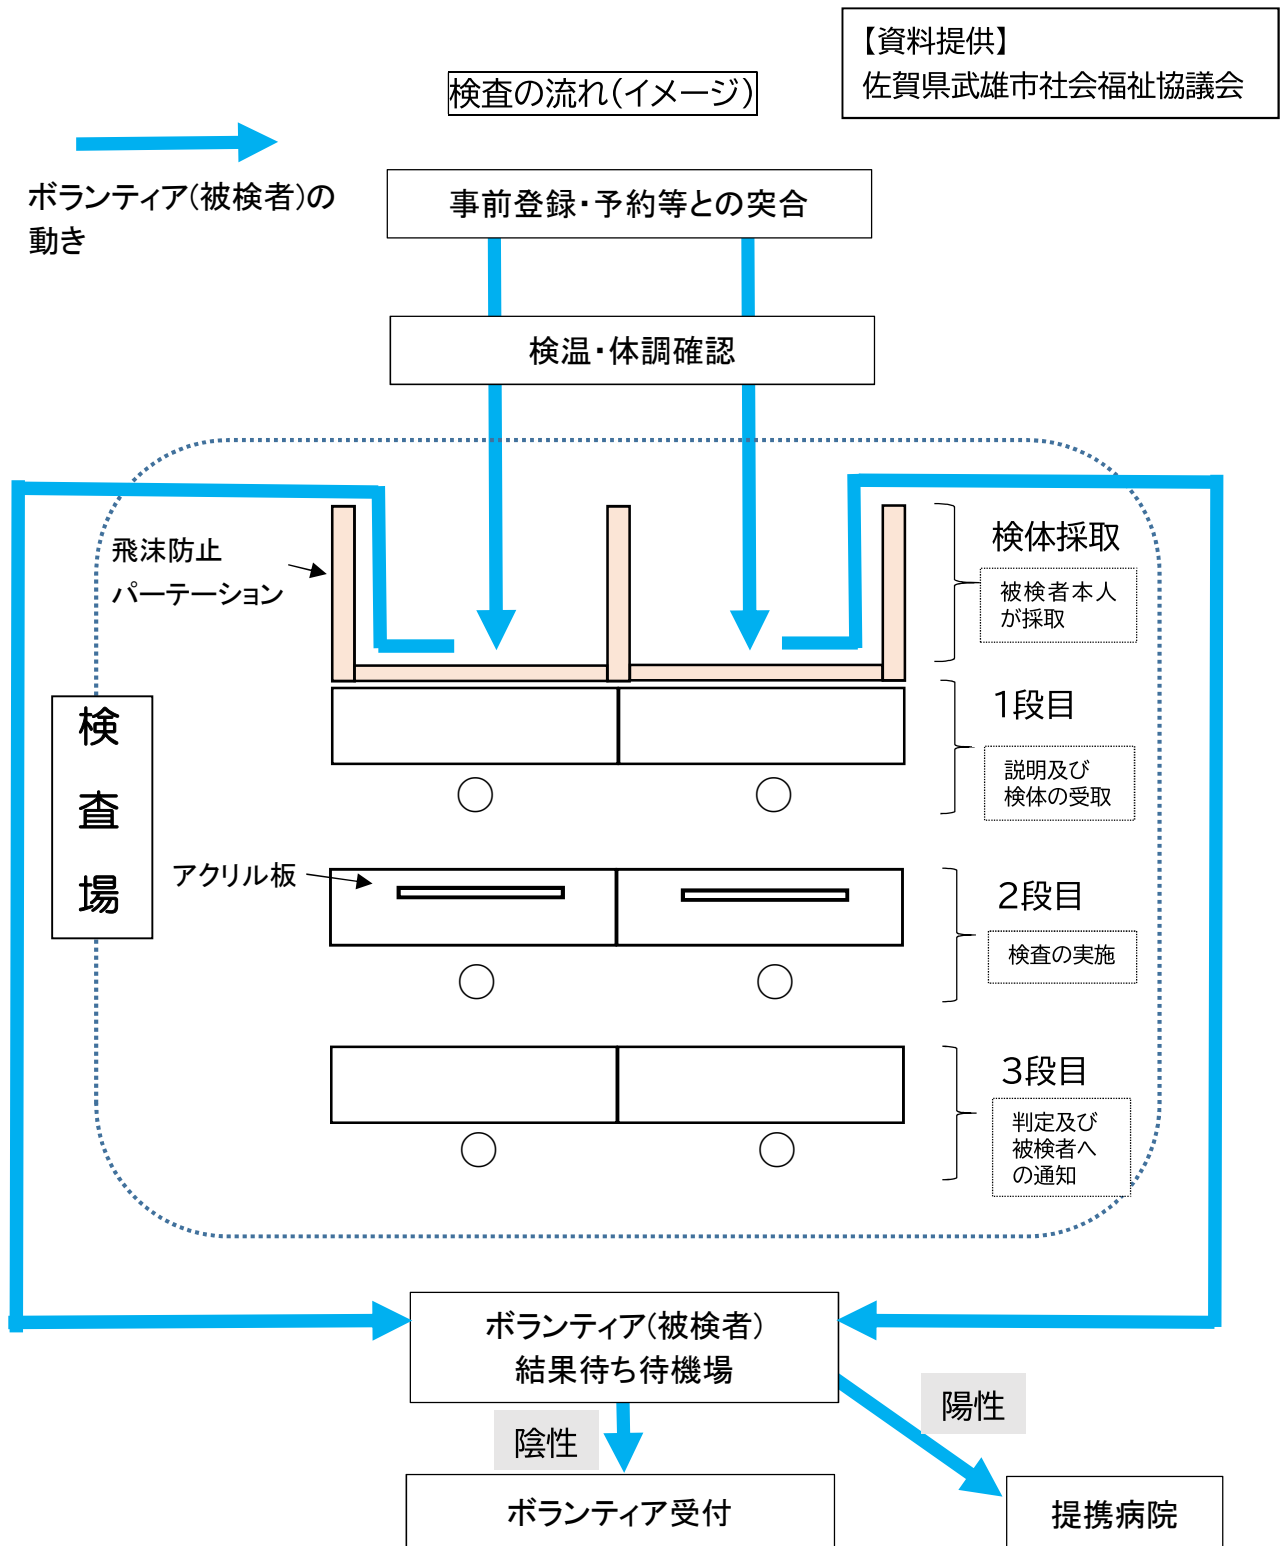 【資料提供】
佐賀県武雄市社会福祉協議会
検査の流れ(イメージ)
ボランティア(被検者)の
動き
事前登録・予約等との突合
検温・体調確認
飛沫防止
パーテーション
検体採取
被検者本人
が採取
検
査
場
1段目
説明及び
検体の受取
アクリル板
2段目
検査の実施
3段目
判定及び
被検者へ
の通知
ボランティア(被検者)
結果待ち待機場
陽性
陰性
ボランティア受付
提携病院